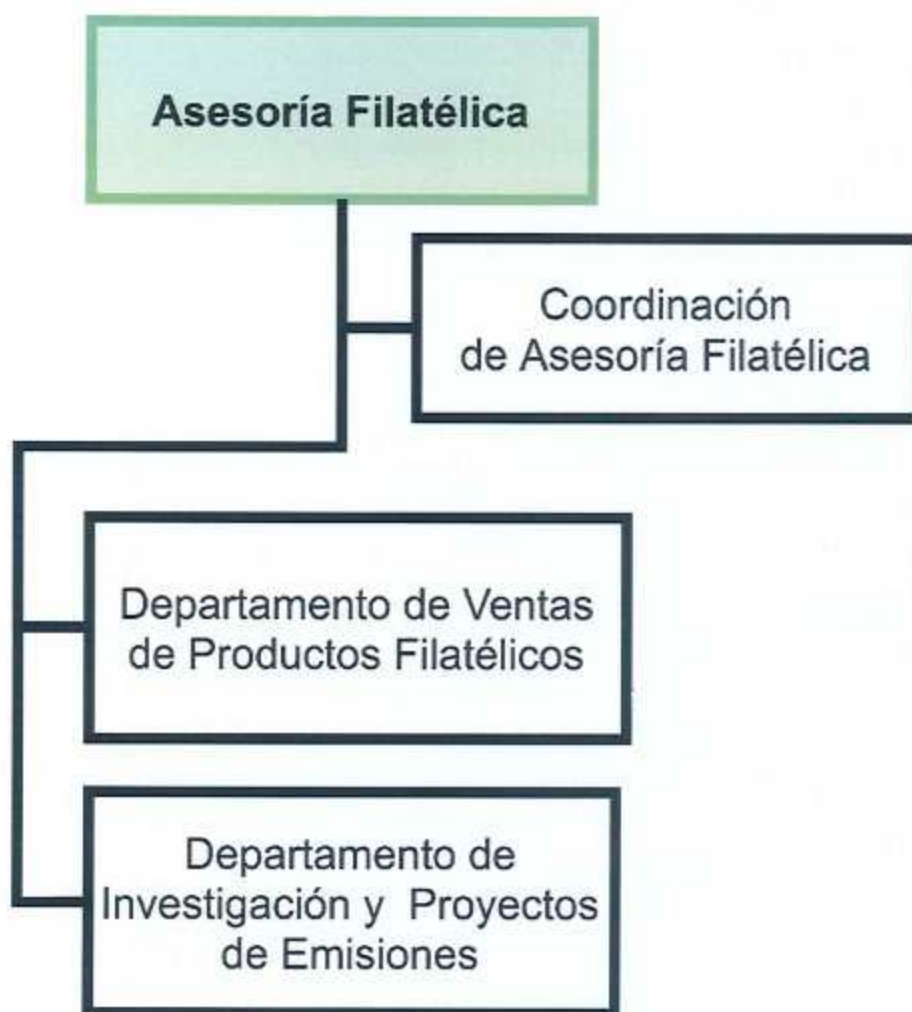 Asesoría Filatélica
Coordinación
de Asesoría Filatélica
Departamento de Ventas
de Productos Filatélicos
Departamento de
Investigación y Proyectos
de Emisiones